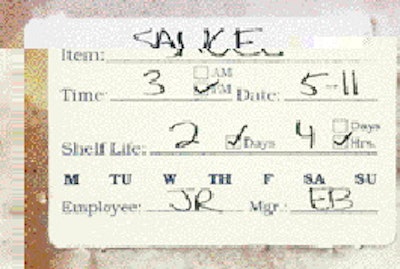 Item: SAUCE
Time: 3 AM PM Date: 5-11
Shelf Life: 2 Days 4 Days Hrs.
M TU W TH F SA SU
Employee: JR Mgr.: EB